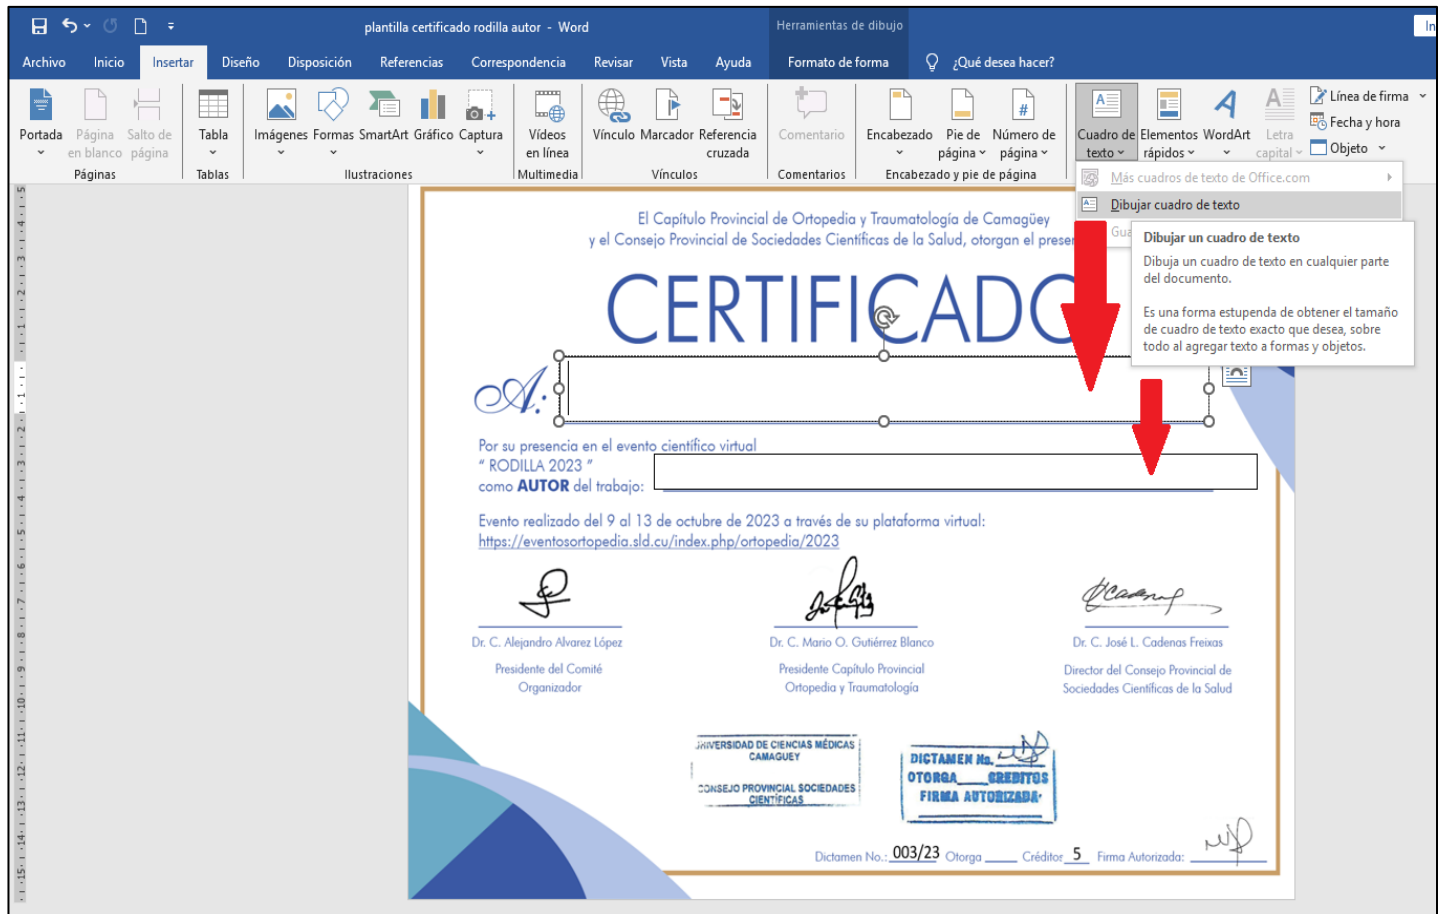 plantilla certificado rodilla autor - Word
Herramientas de dibujo
In
Archivo Inicio Insertar Diseño Disposición Referencias Correspondencia Revisar Vista Ayuda Formato de forma ¿Qué desea hacer?
Portada
Página en blanco
Salto de página
Páginas
Tabla
Tablas
Imágenes Formas SmartArt Gráfico Captura
Ilustraciones
Vídeos en línea
Multimedia
Vínculo Marcador Referencia cruzada
Vínculos
Comentario
Comentarios
Encabezado
Pie de página
Número de página
Encabezado y pie de página
Cuadro de texto
Elementos rápidos
WordArt
Letra capital
Línea de firma
Fecha y hora
Objeto
Más cuadros de texto de Office.com
Dibujar cuadro de texto
Gua
Dibujar un cuadro de texto
Dibuja un cuadro de texto en cualquier parte
del documento.
Es una forma estupenda de obtener el tamaño
de cuadro de texto exacto que desea, sobre
todo al agregar texto a formas y objetos.
El Capítulo Provincial de Ortopedia y Traumatología de Camagüey
y el Consejo Provincial de Sociedades Científicas de la Salud, otorgan el prese
CERTIFICADO
A:
Por su presencia en el evento científico virtual
“ RODILLA 2023 ”
como AUTOR del trabajo:
Evento realizado del 9 al 13 de octubre de 2023 a través de su plataforma virtual:
https://eventosortopedia.sld.cu/index.php/ortopedia/2023
Dr. C. Alejandro Alvarez López
Presidente del Comité
Organizador
Dr. C. Mario O. Gutiérrez Blanco
Presidente Capítulo Provincial
Ortopedia y Traumatología
Dr. C. José L. Cadenas Freixas
Director del Consejo Provincial de
Sociedades Científicas de la Salud
UNIVERSIDAD DE CIENCIAS MÉDICAS
CAMAGUEY
CONSEJO PROVINCIAL SOCIEDADES
CIENTÍFICAS
DICTAMEN No.
OTORGA CREDITOS
FIRMA AUTORIZADA
Dictamen No.: 003/23 Otorga Créditos 5 Firma Autorizada: